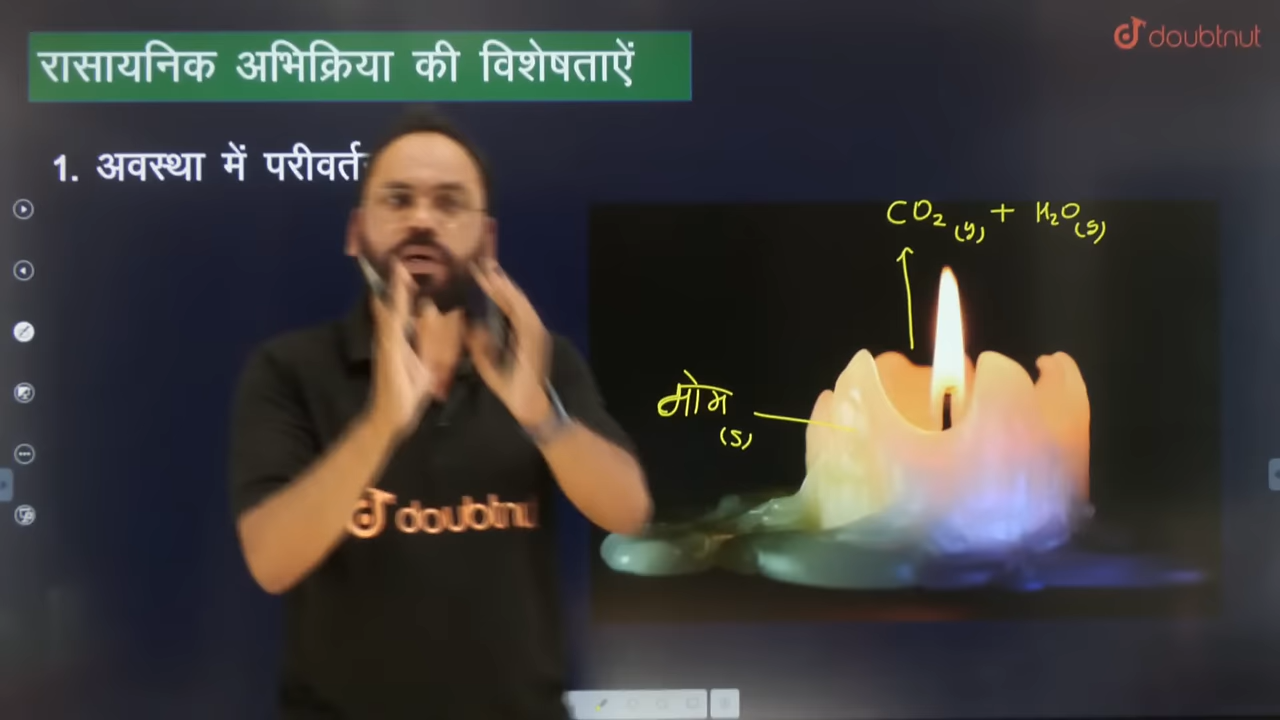 doubtnut
रासायनिक अभिक्रिया की विशेषताऐं
1. अवस्था में परीवर्त
CO2 (g) + H2O (g)
मोम (s)
doubtnut